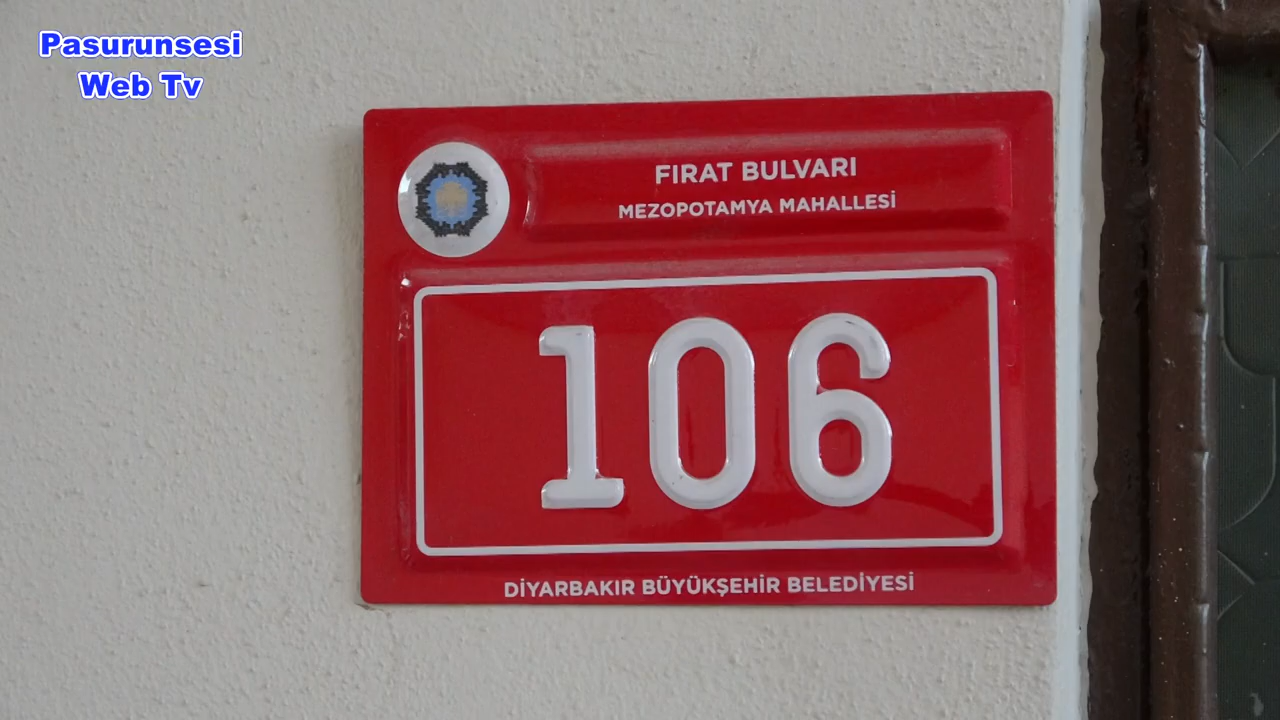 Pasurunsesi
Web Tv
FIRAT BULVARI
MEZOPOTAMYA MAHALLESİ
106
DİYARBAKIR BÜYÜKŞEHİR BELEDİYESİ